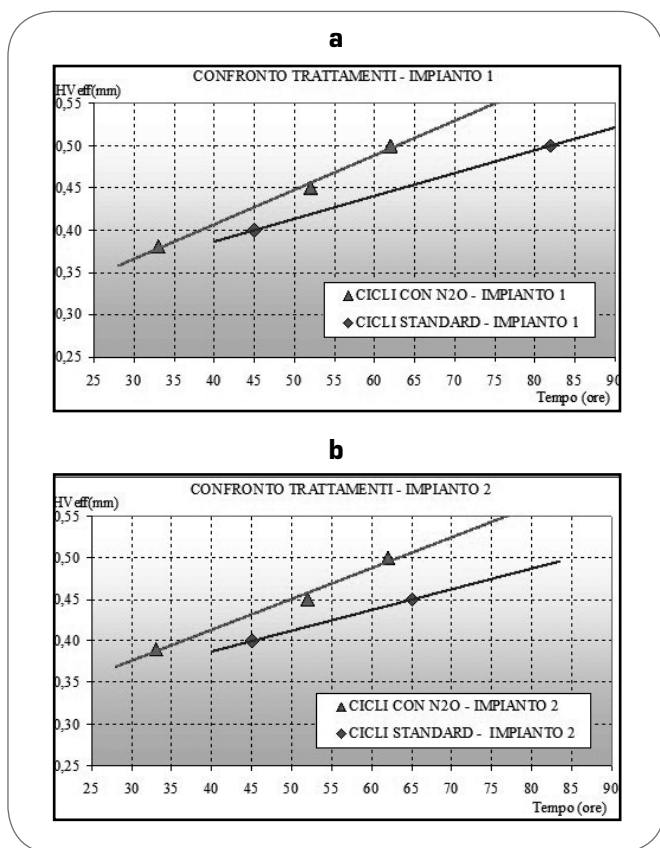 a
CONFRONTO TRATTAMENTI - IMPIANTO 1
HV eff(mm)
0,55
0,50
0,45
0,40
0,35
0,30
0,25
CICLI CON N2O - IMPIANTO 1
CICLI STANDARD - IMPIANTO 1
25 30 35 40 45 50 55 60 65 70 75 80 85 90
Tempo (ore)
b
CONFRONTO TRATTAMENTI - IMPIANTO 2
HV eff(mm)
0,55
0,50
0,45
0,40
0,35
0,30
0,25
CICLI CON N2O - IMPIANTO 2
CICLI STANDARD - IMPIANTO 2
25 30 35 40 45 50 55 60 65 70 75 80 85 90
Tempo (ore)